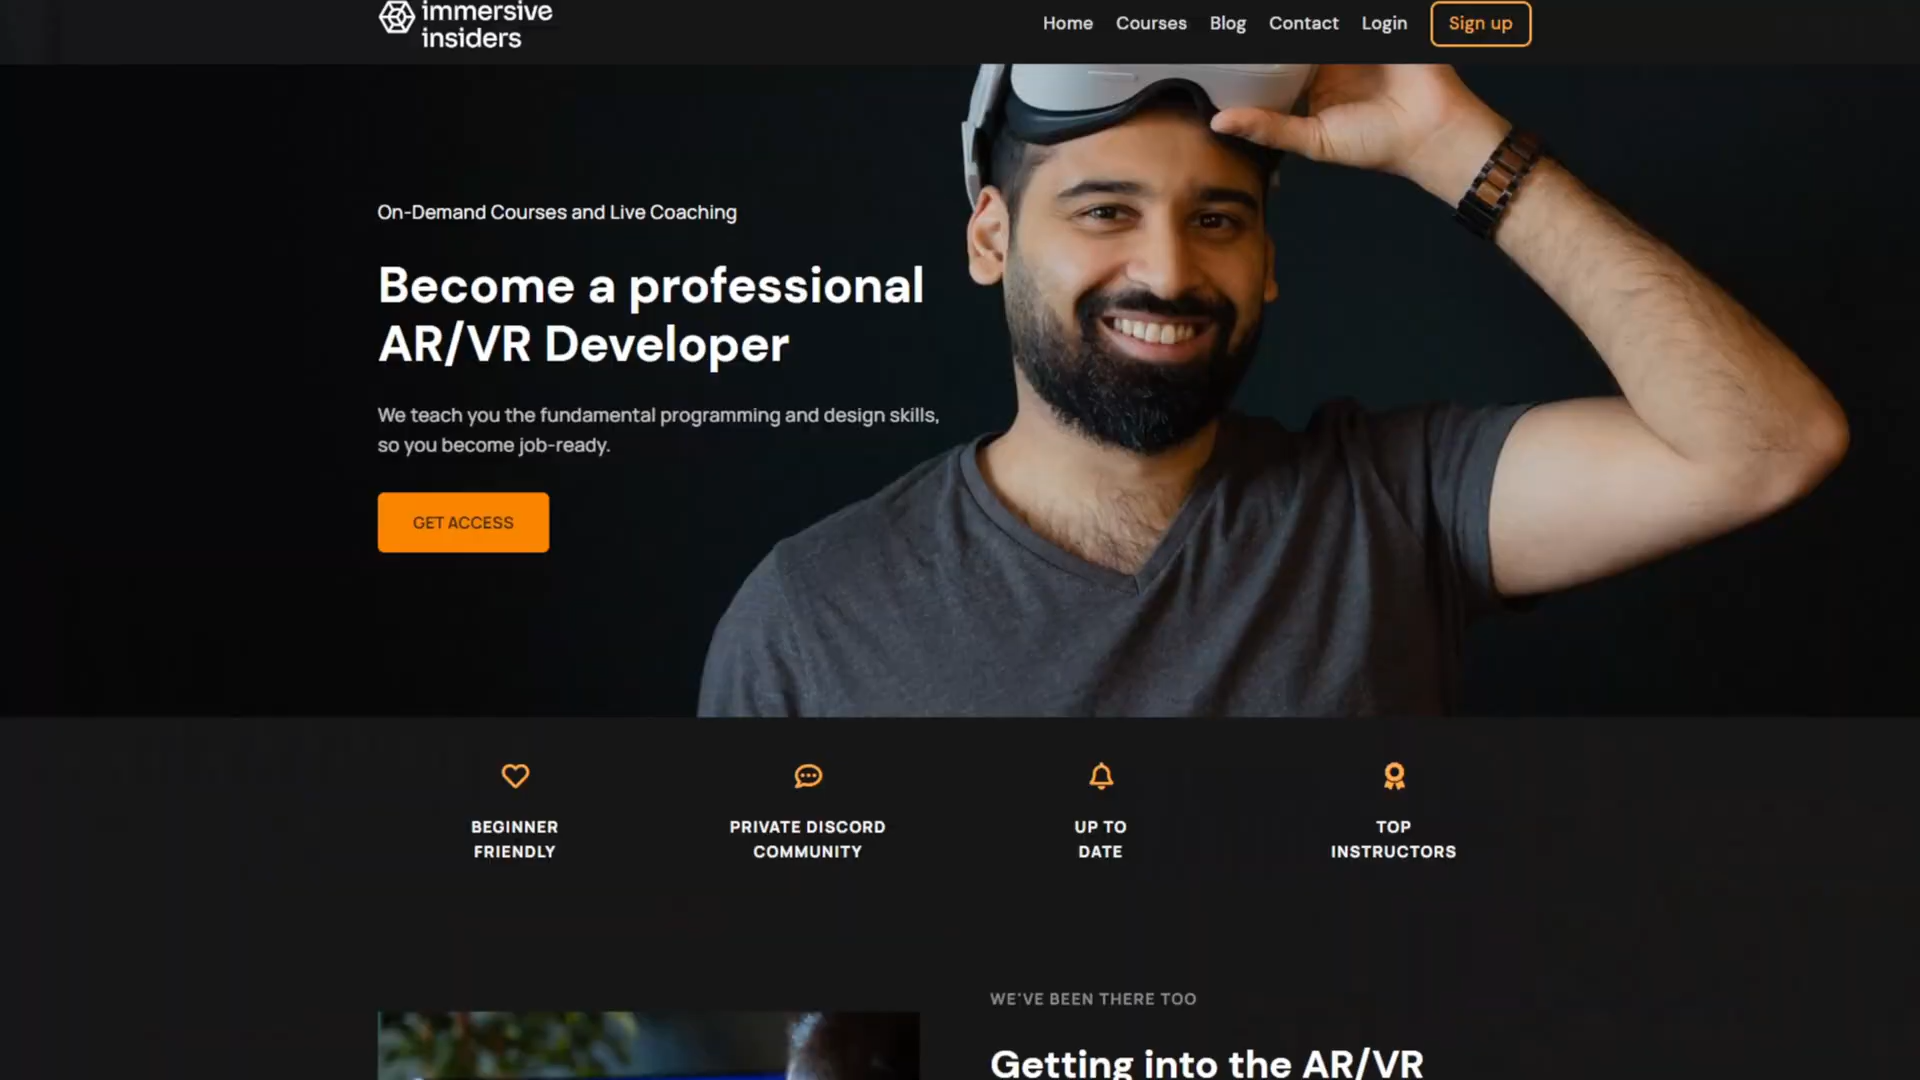 immersive
insiders
Home Courses Blog Contact Login Sign up
On-Demand Courses and Live Coaching
Become a professional
AR/VR Developer
We teach you the fundamental programming and design skills,
so you become job-ready.
GET ACCESS
BEGINNER
FRIENDLY
PRIVATE DISCORD
COMMUNITY
UP TO
DATE
TOP
INSTRUCTORS
WE'VE BEEN THERE TOO
Getting into the AR/VR